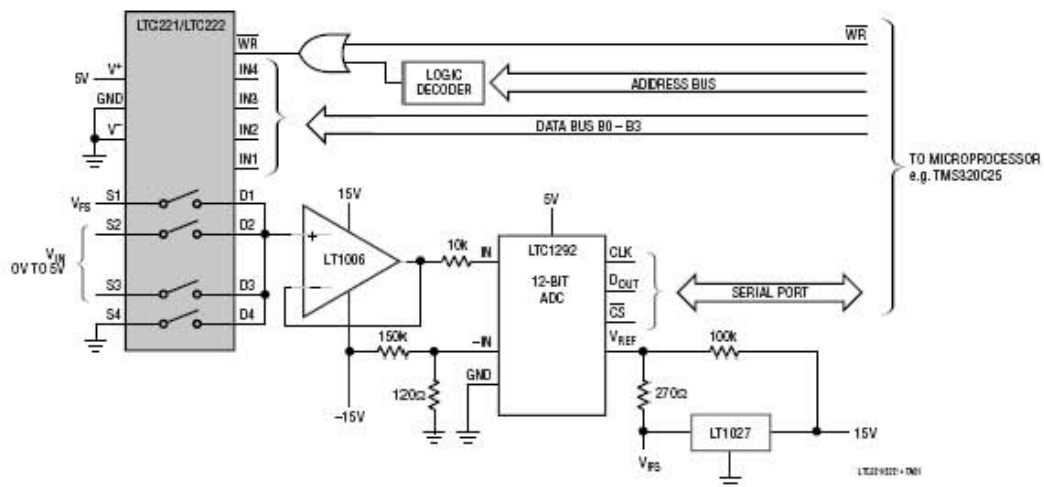 LTC221/LTC222
WR
WR
5V
V+
IN4
LOGIC
DECODER
ADDRESS BUS
GND
IN3
V−
IN2
DATA BUS B0 – B3
IN1
TO MICROPROCESSOR
e.g. TMS320C25
VFS
S1
D1
15V
5V
S2
D2
VIN
0V TO 5V
+
LT1006
−
10k
IN
LTC1292
12-BIT
ADC
CLK
DOUT
CS
SERIAL PORT
S3
D3
S4
D4
150k
−IN
VREF
100k
GND
120Ω
270Ω
−15V
LT1027
15V
VFS